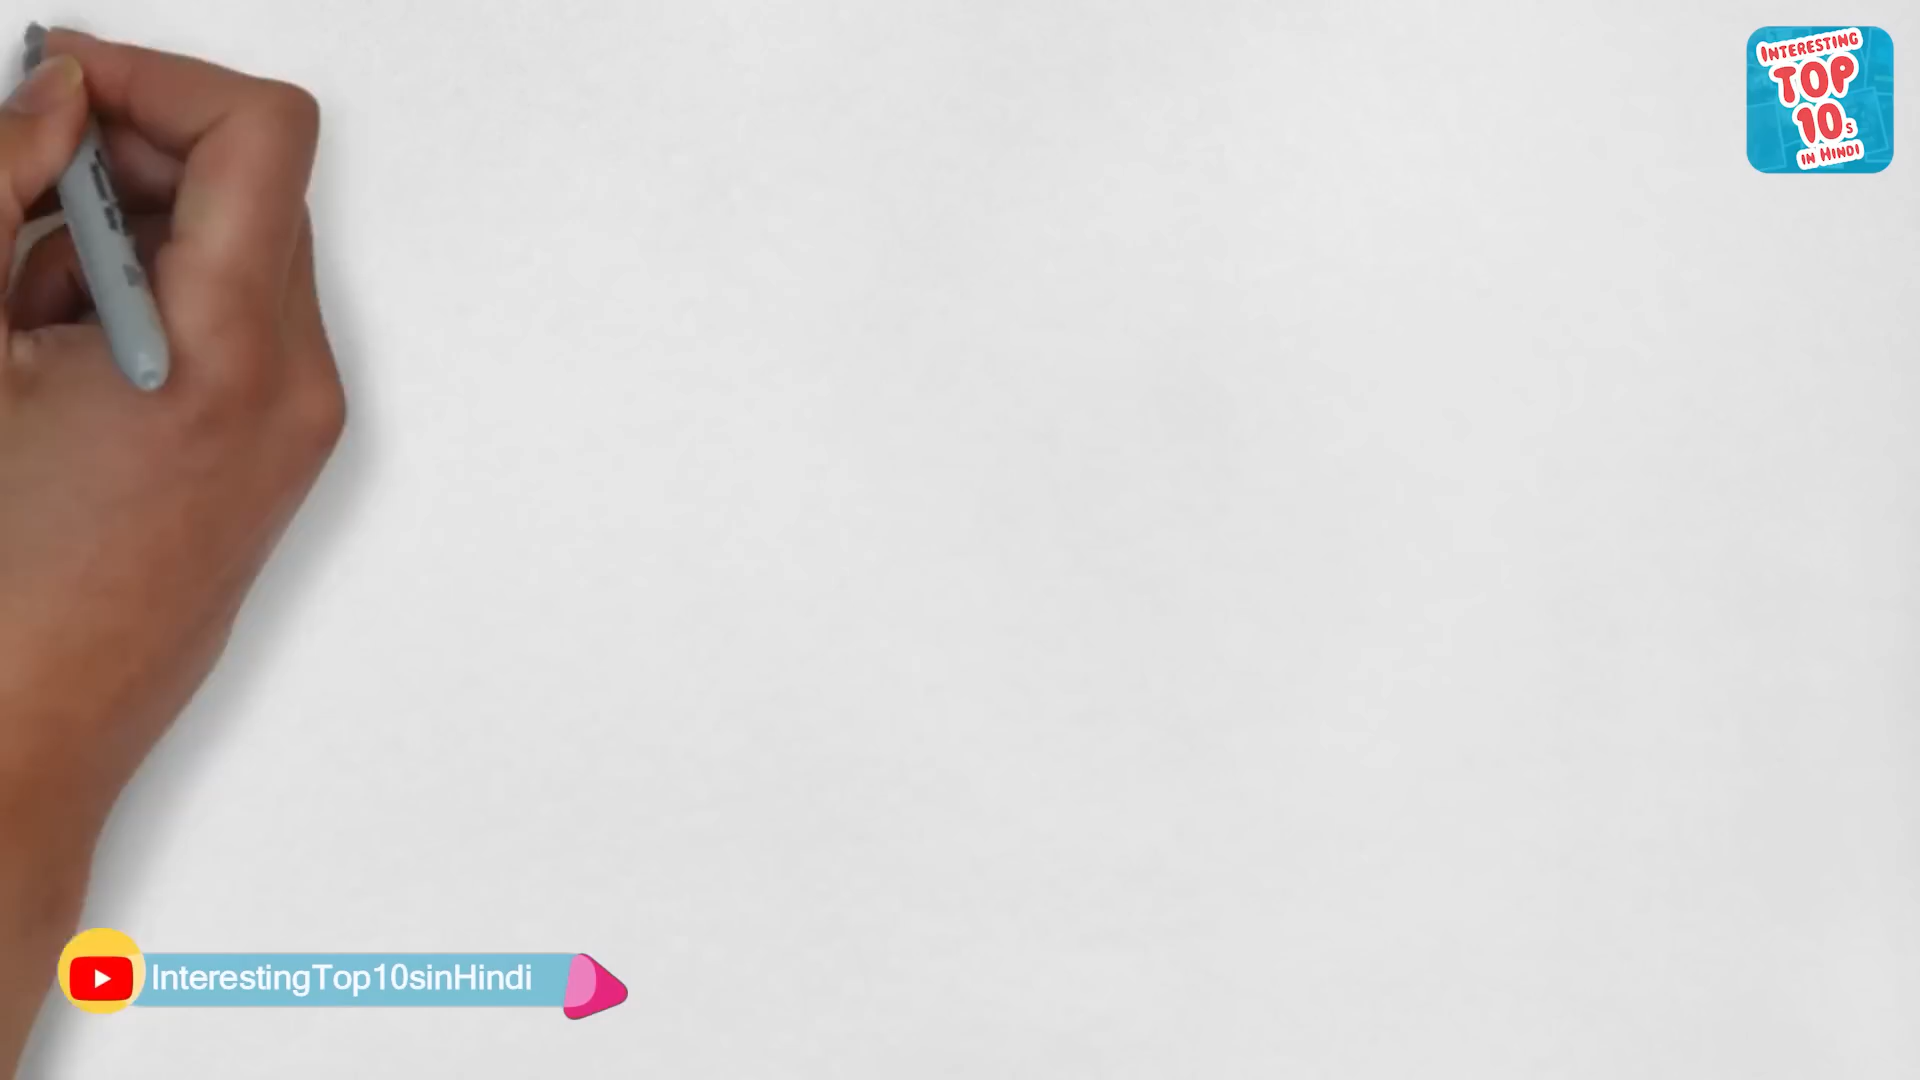 INTERESTING
TOP
10s
IN HINDI
InterestingTop10sinHindi